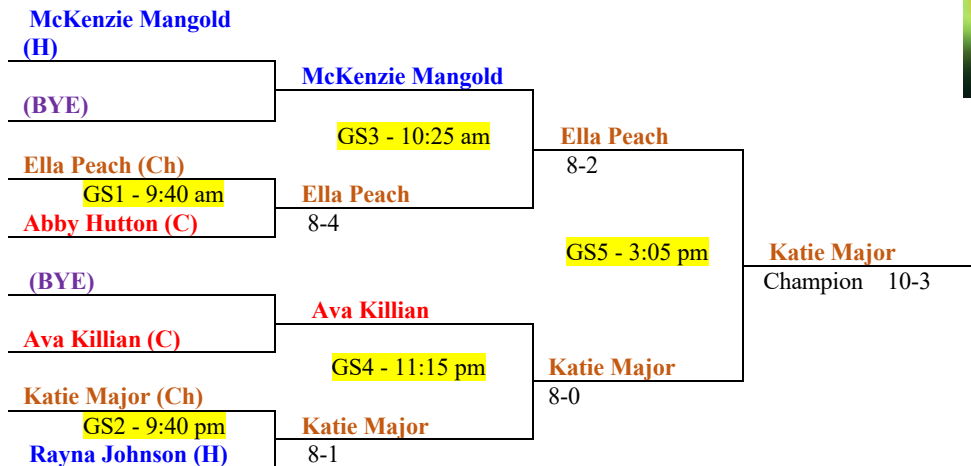 McKenzie Mangold
(H)
McKenzie Mangold
(BYE)
GS3 - 10:25 am
Ella Peach
8-2
Ella Peach (Ch)
GS1 - 9:40 am
Ella Peach
Abby Hutton (C)
8-4
GS5 - 3:05 pm
Katie Major
Champion 10-3
(BYE)
Ava Killian
Ava Killian (C)
GS4 - 11:15 pm
Katie Major
8-0
Katie Major (Ch)
GS2 - 9:40 pm
Katie Major
Rayna Johnson (H)
8-1